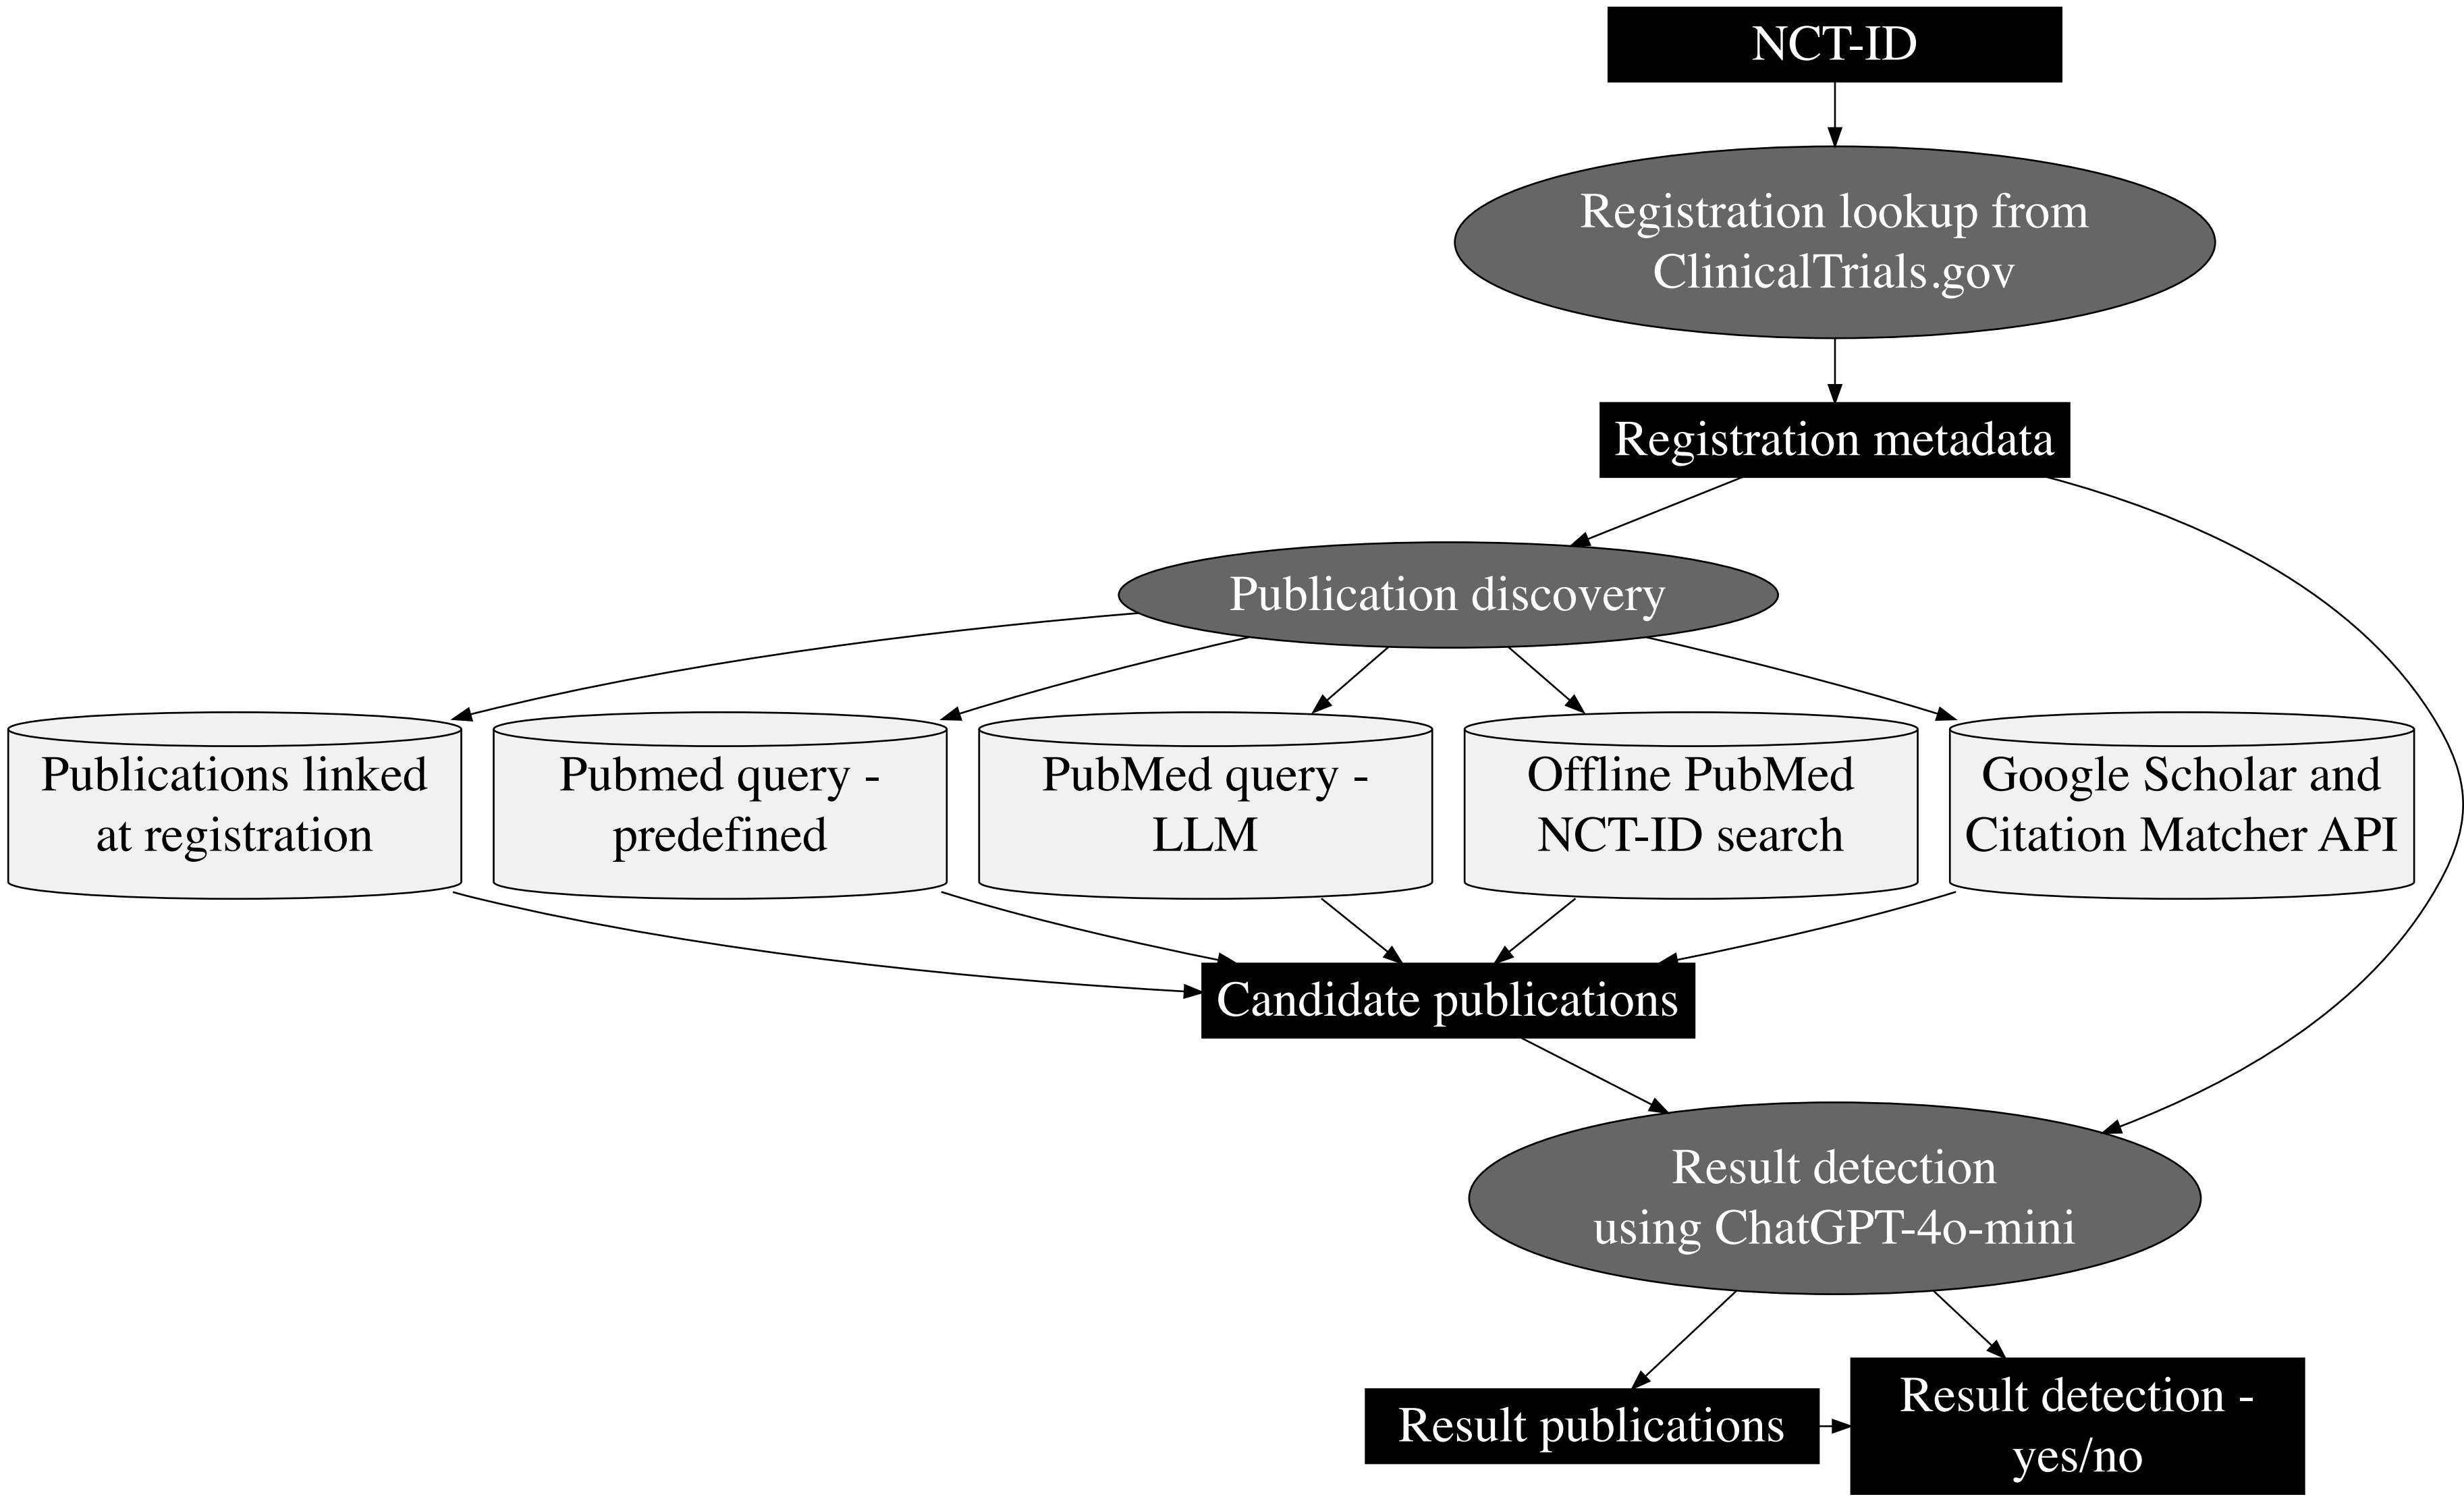 NCT-ID
Registration lookup from
ClinicalTrials.gov
Registration metadata
Publication discovery
Publications linked
at registration
Pubmed query -
predefined
PubMed query -
LLM
Offline PubMed
NCT-ID search
Google Scholar and
Citation Matcher API
Candidate publications
Result detection
using ChatGPT-4o-mini
Result publications
Result detection -
yes/no